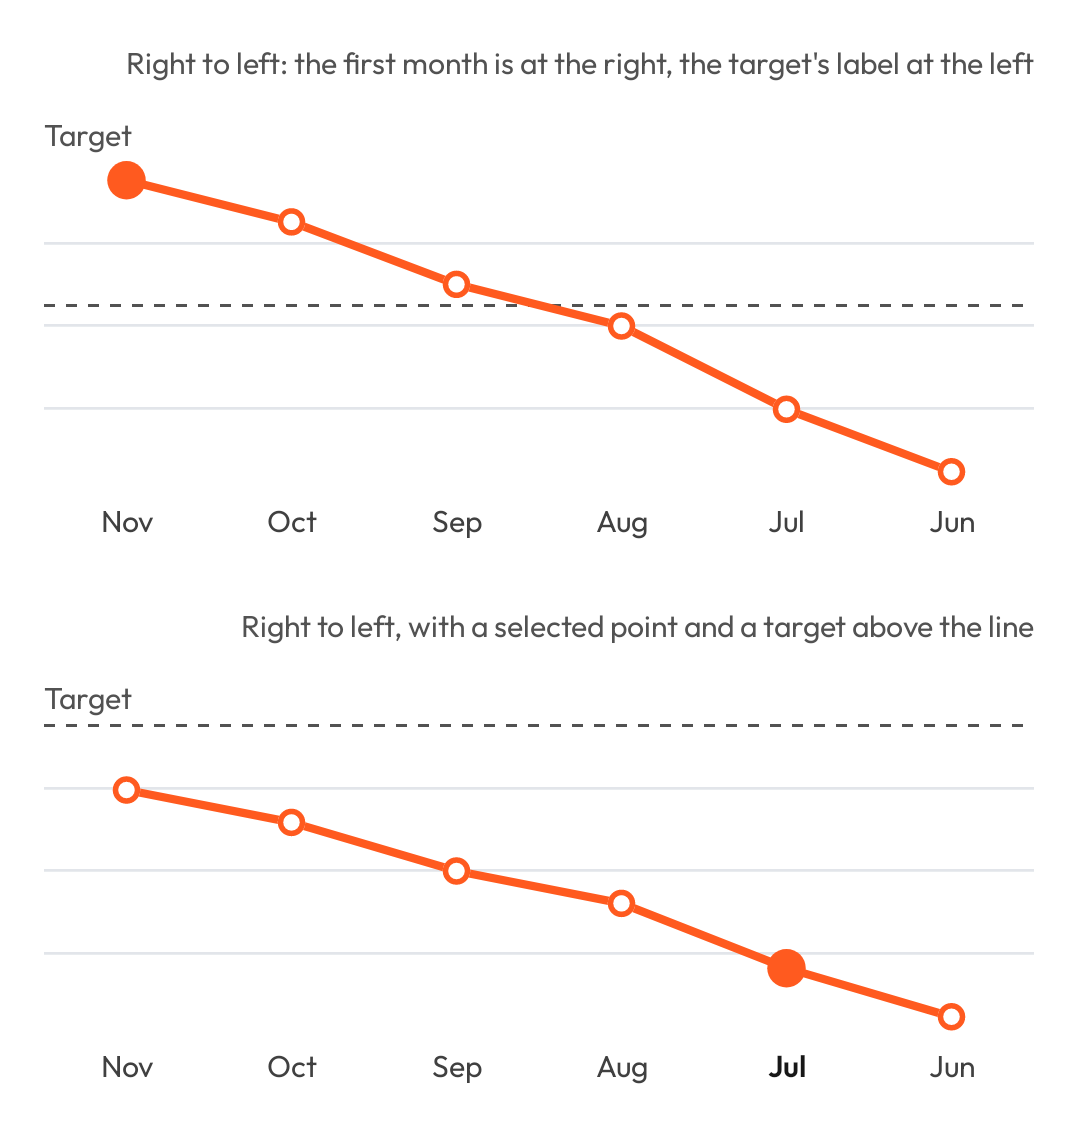 Right to left: the first month is at the right, the target's label at the left
Target
Nov Oct Sep Aug Jul Jun
Right to left, with a selected point and a target above the line
Target
Nov Oct Sep Aug Jul Jun